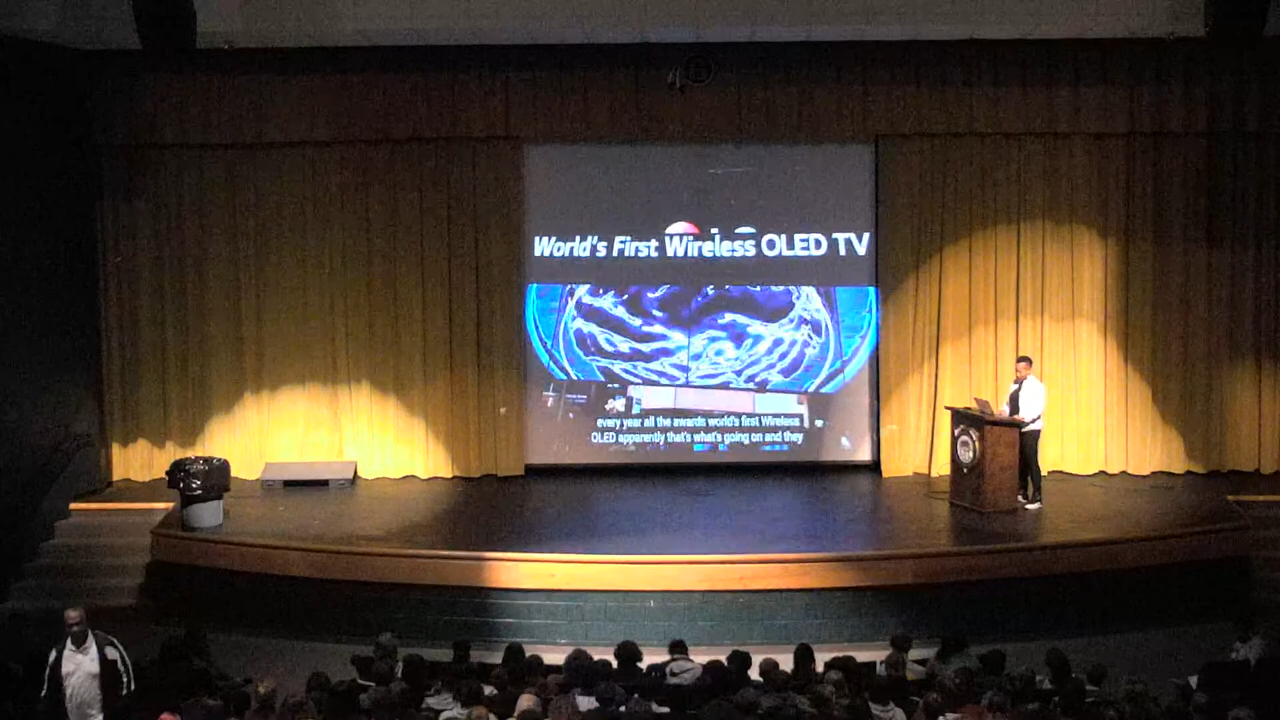 World's First Wireless OLED TV
every year all the awards world's first Wireless
OLED apparently that's what's going on and they